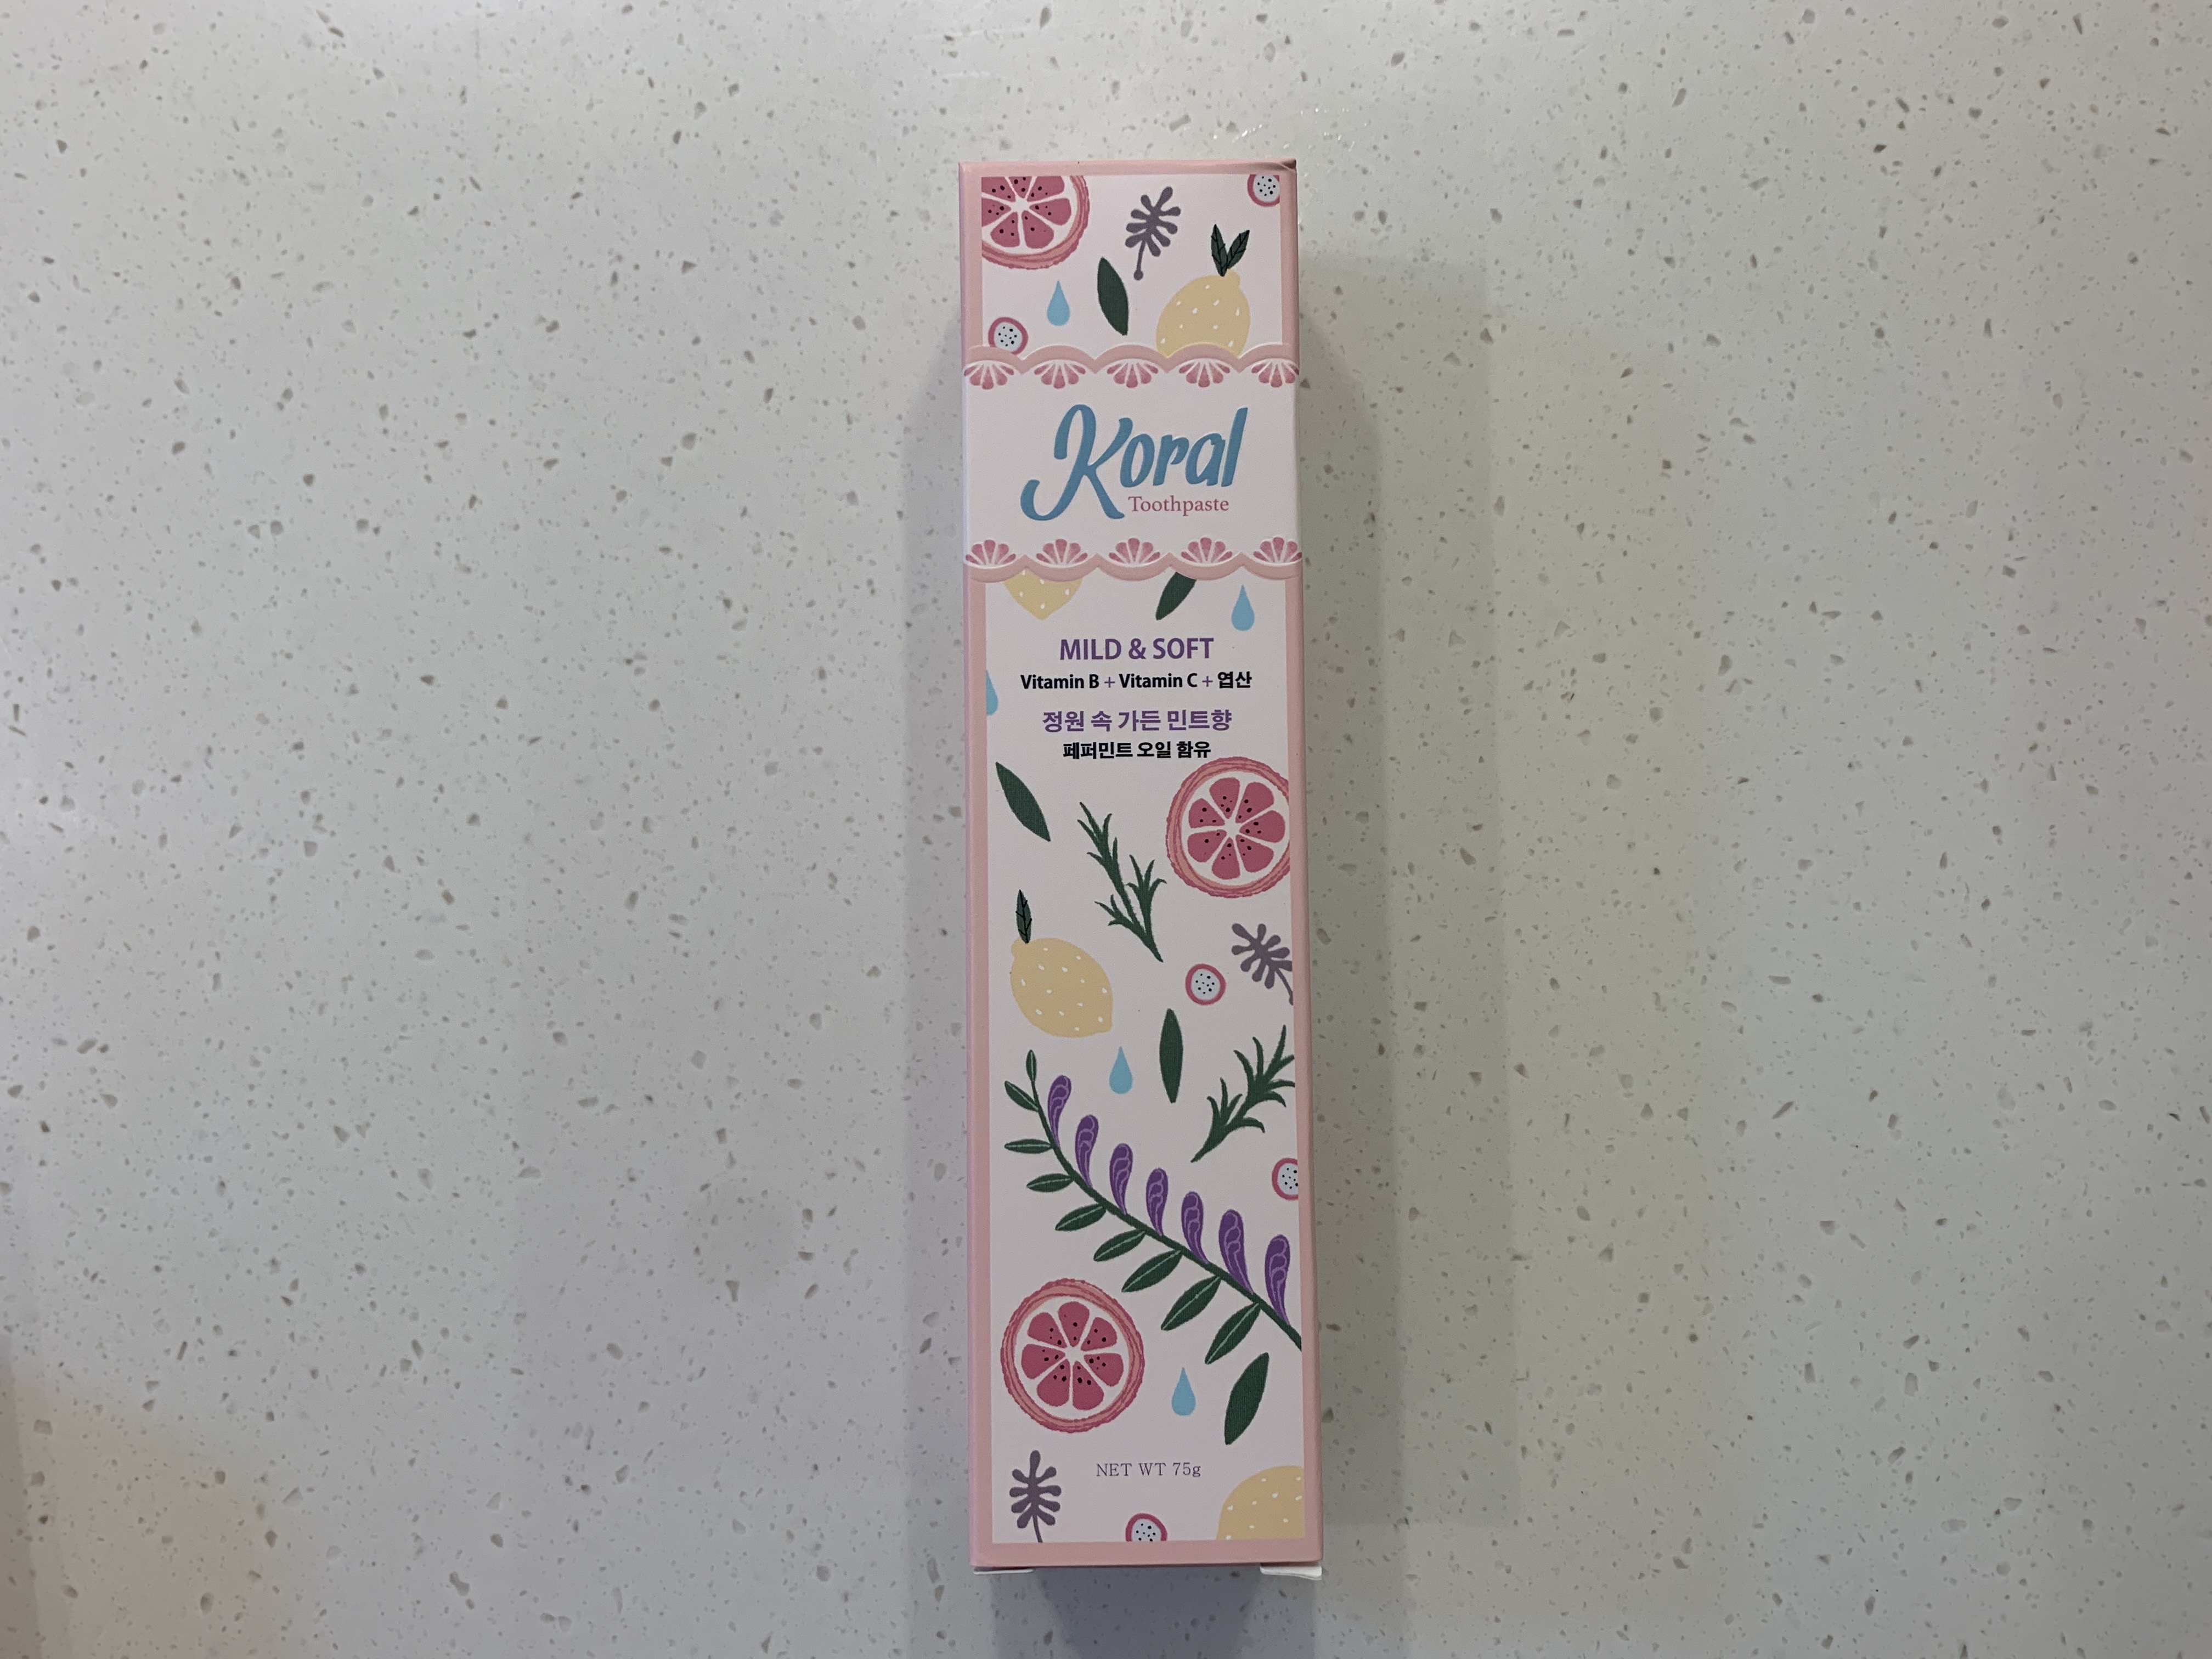 Koral
Toothpaste
MILD & SOFT
Vitamin B + Vitamin C + 엽산
정원 속 가든 민트향
페퍼민트 오일 함유
NET WT 75g